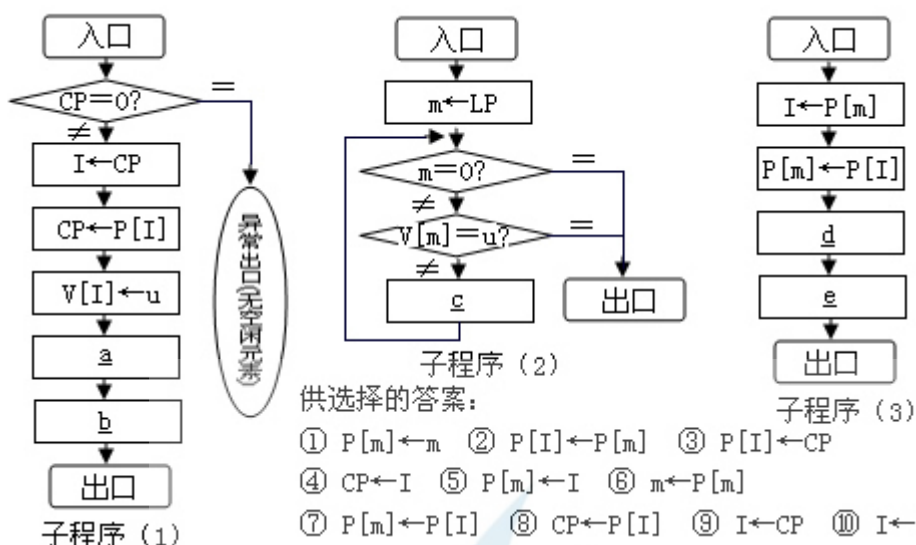 入口
CP=0?
=
≠
I←CP
CP←P[I]
V[I]←u
a
b
出口
子程序（1）
异常出口(无空闲元素)
入口
m←LP
m=0?
=
≠
V[m]=u?
=
≠
c
出口
子程序（2）
入口
I←P[m]
P[m]←P[I]
d
e
出口
子程序（3）
供选择的答案：
① P[m]←m ② P[I]←P[m] ③ P[I]←CP
④ CP←I ⑤ P[m]←I ⑥ m←P[m]
⑦ P[m]←P[I] ⑧ CP←P[I] ⑨ I←CP ⑩ I←